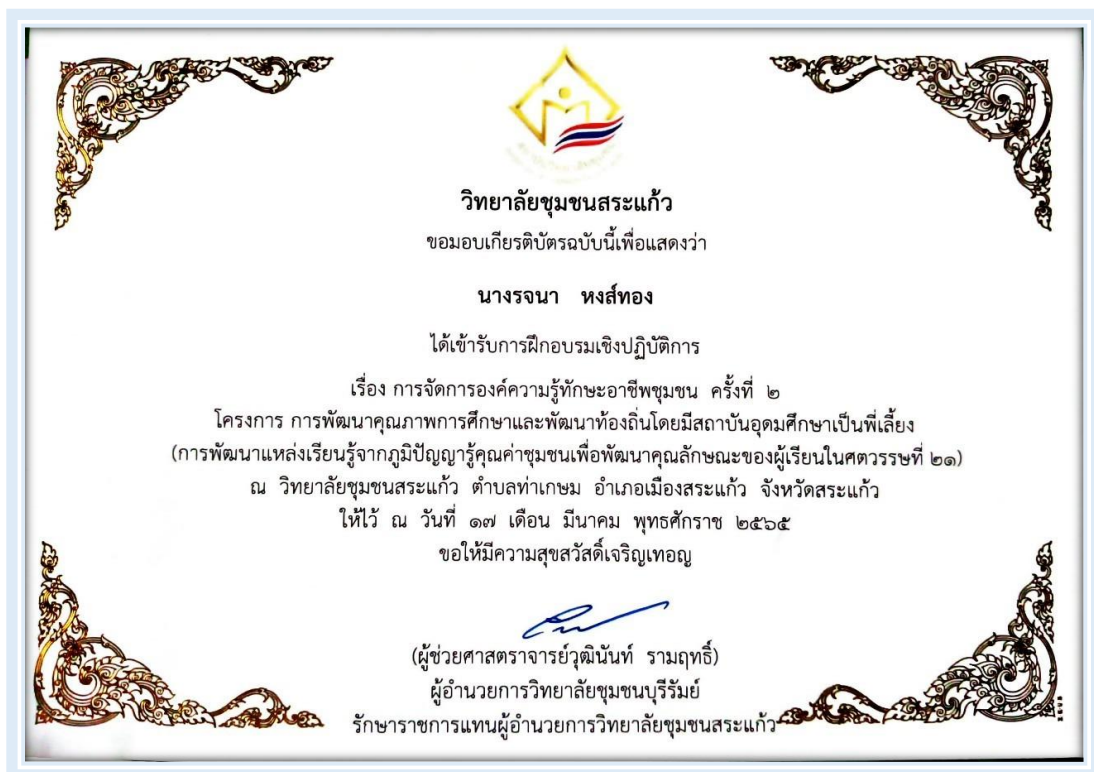 วิทยาลัยชุมชนสระแก้ว
ขอมอบเกียรติบัตรฉบับนี้เพื่อแสดงว่า
นางรจนา หงส์ทอง
ได้เข้ารับการฝึกอบรมเชิงปฏิบัติการ
เรื่อง การจัดการองค์ความรู้ทักษะอาชีพชุมชน ครั้งที่ ๒
โครงการ การพัฒนาคุณภาพการศึกษาและพัฒนาท้องถิ่นโดยมีสถาบันอุดมศึกษาเป็นพี่เลี้ยง
(การพัฒนาแหล่งเรียนรู้จากภูมิปัญญารู้คุณค่าชุมชนเพื่อพัฒนาคุณลักษณะของผู้เรียนในศตวรรษที่ ๒๑)
ณ วิทยาลัยชุมชนสระแก้ว ตำบลท่าเกษม อำเภอเมืองสระแก้ว จังหวัดสระแก้ว
ให้ไว้ ณ วันที่ ๑๗ เดือน มีนาคม พุทธศักราช ๒๕๖๕
ขอให้มีความสุขสวัสดิ์เจริญเทอญ
(ผู้ช่วยศาสตราจารย์วุฒินันท์ รามฤทธิ์)
ผู้อำนวยการวิทยาลัยชุมชนบุรีรัมย์
รักษาราชการแทนผู้อำนวยการวิทยาลัยชุมชนสระแก้ว